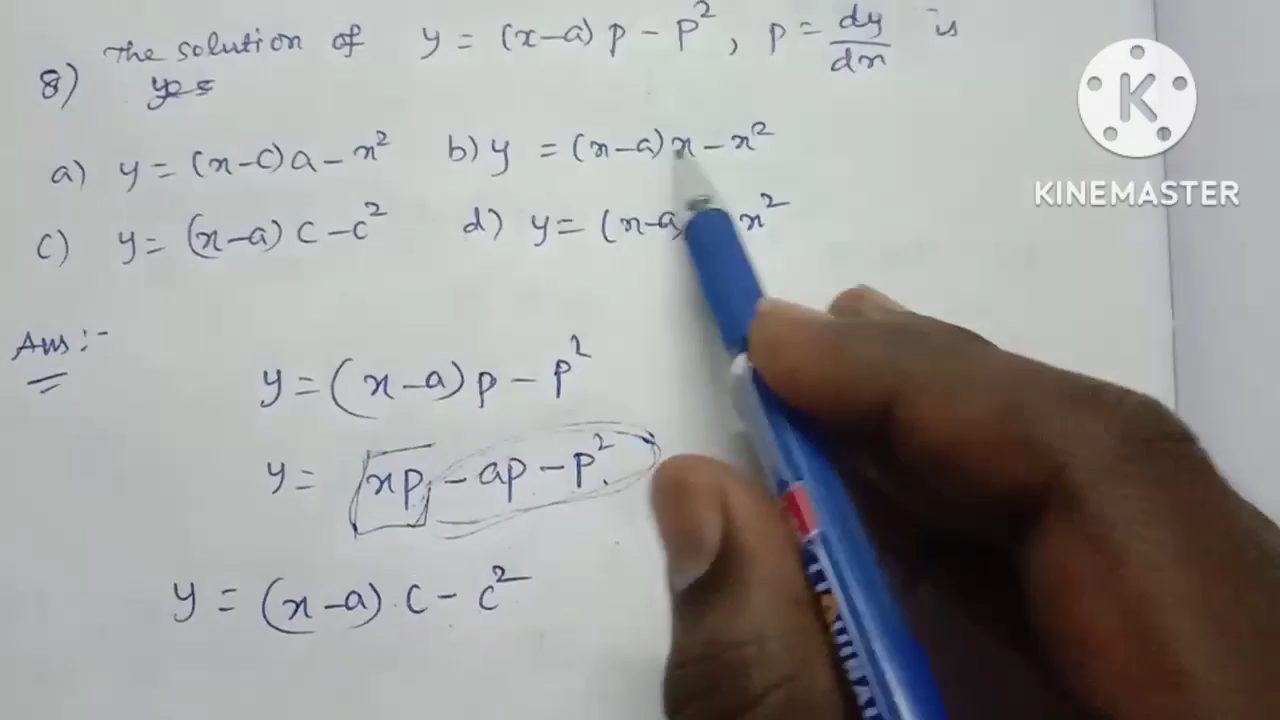 8) The solution of y = (x-a) p - p², p = dy/dx is
yes
a) y = (x-c)a - x² b) y = (x-a)x - x²
c) y = (x-a) c - c² d) y = (x-a) x²
Ans :-
y = (x-a) p - p²
y = xp - ap - p².
y = (x-a). c - c²
K
KINEMASTER